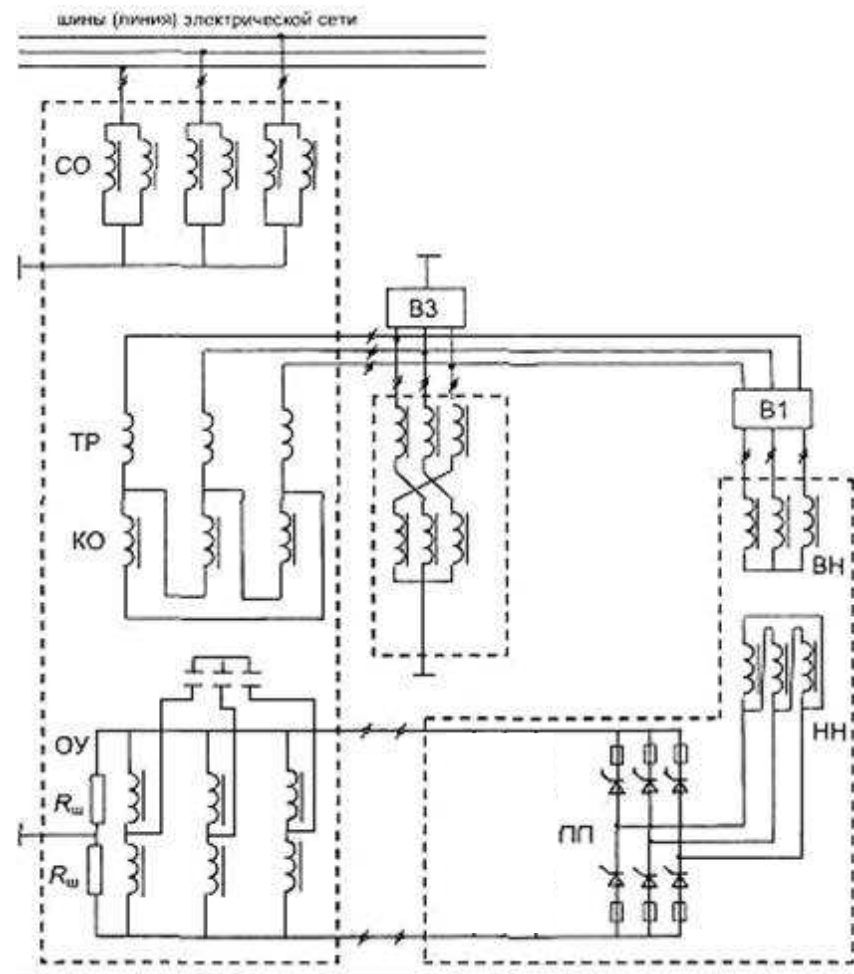 шины (линия) электрической сети
СО
В3
В1
ТР
КО
ВН
НН
ОУ
Rш
ПП
Rш